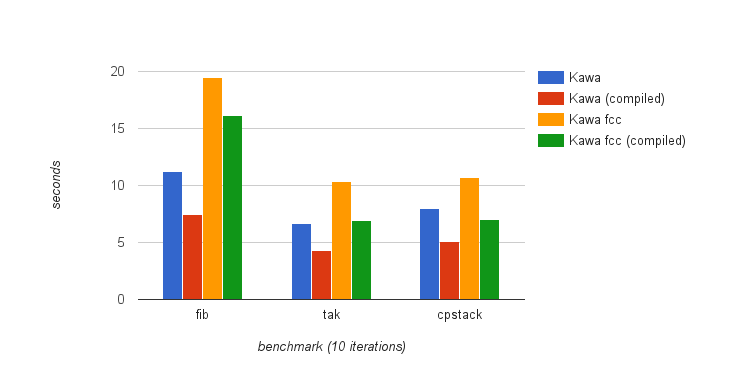 20
15
10
5
0
seconds
fib
tak
cpstack
benchmark (10 iterations)
Kawa
Kawa (compiled)
Kawa fcc
Kawa fcc (compiled)